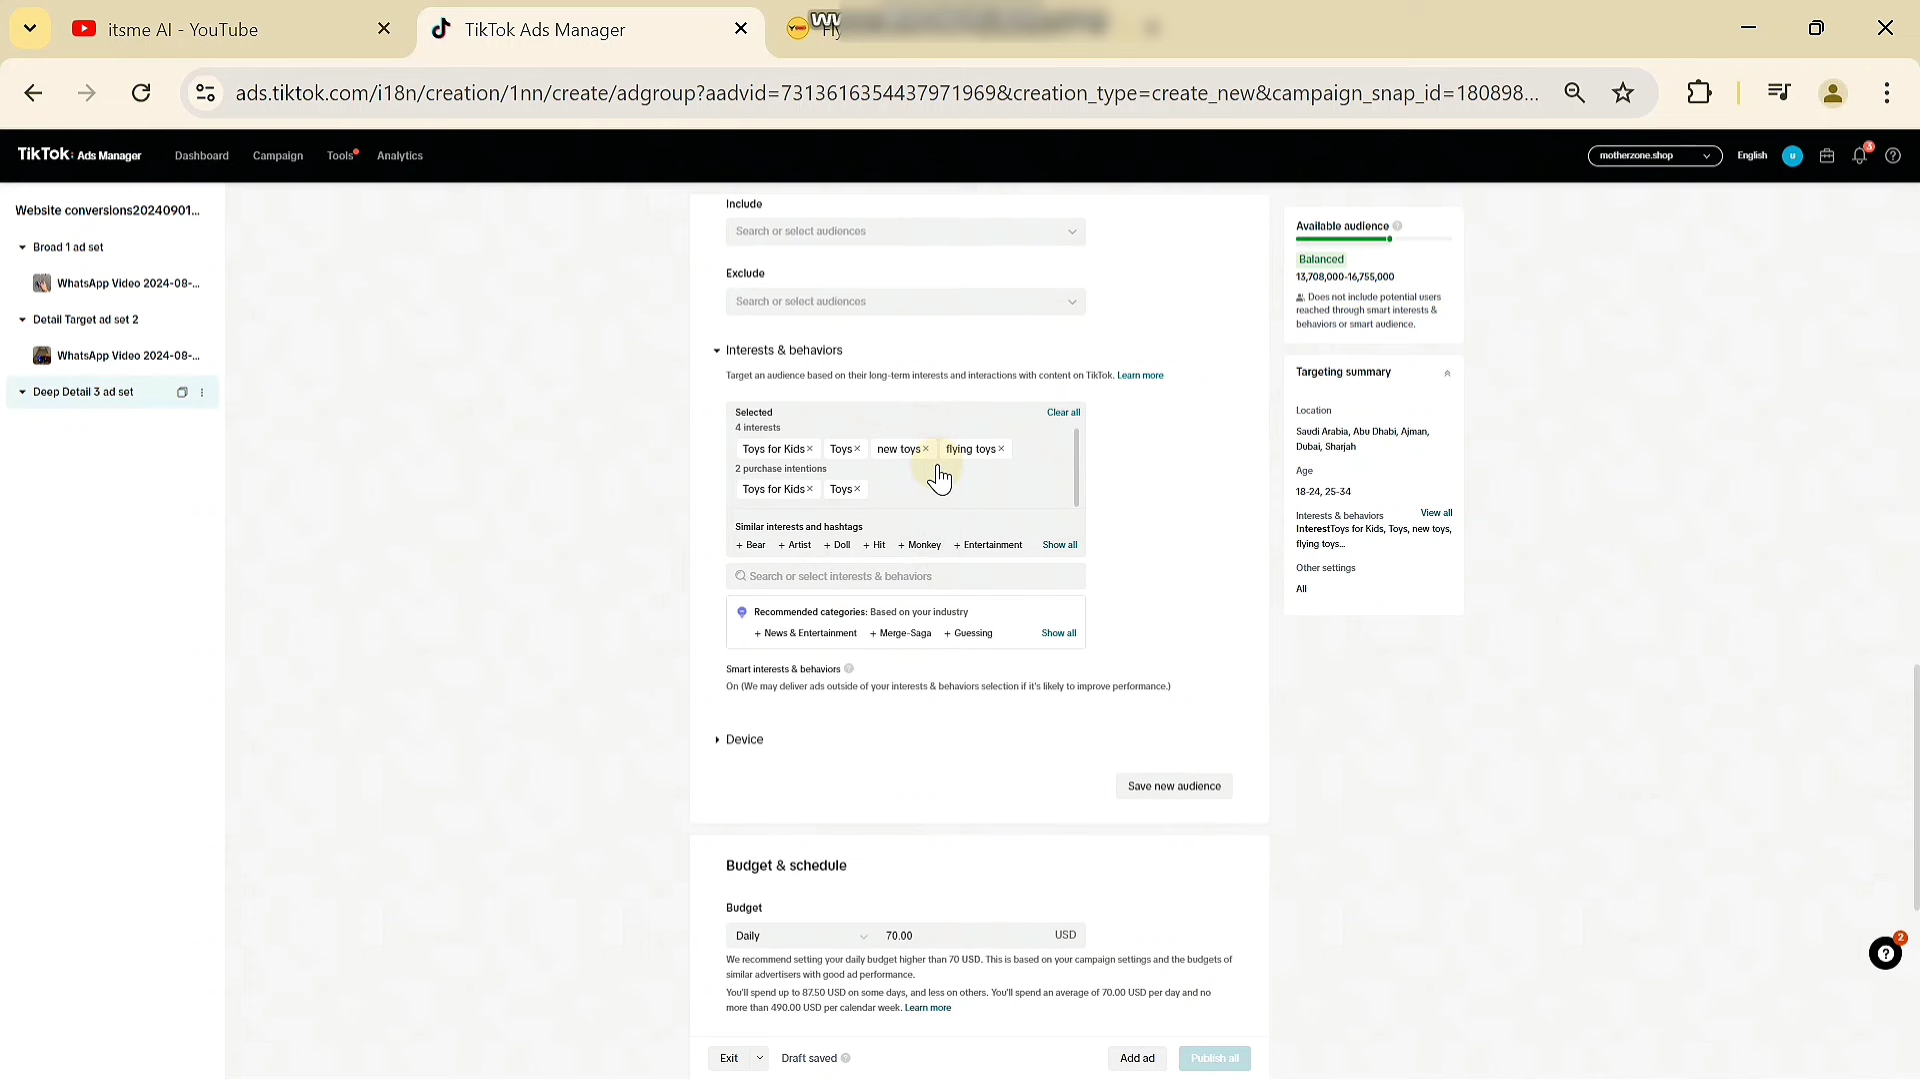 itsme AI - YouTube
TikTok Ads Manager
ads.tiktok.com/i18n/creation/1nn/create/adgroup?aadvid=7313616354437971969&creation_type=create_new&campaign_snap_id=180898...
TikTok: Ads Manager
Dashboard
Campaign
Tools
Analytics
motherzone.shop
English
U
3
Website conversions20240901...
Broad 1 ad set
WhatsApp Video 2024-08-...
Detail Target ad set 2
WhatsApp Video 2024-08-...
Deep Detail 3 ad set
Include
Search or select audiences
Exclude
Search or select audiences
Interests & behaviors
Target an audience based on their long-term interests and interactions with content on TikTok. Learn more
Selected
Clear all
4 interests
Toys for Kids× Toys× new toys× flying toys×
2 purchase intentions
Toys for Kids× Toys×
Similar interests and hashtags
+ Bear + Artist + Doll + Hit + Monkey + Entertainment Show all
Search or select interests & behaviors
Recommended categories: Based on your industry
+ News & Entertainment + Merge-Saga + Guessing Show all
Smart interests & behaviors
On (We may deliver ads outside of your interests & behaviors selection if it's likely to improve performance.)
Device
Save new audience
Budget & schedule
Budget
Daily 70.00 USD
We recommend setting your daily budget higher than 70 USD. This is based on your campaign settings and the budgets of
similar advertisers with good ad performance.
You'll spend up to 87.50 USD on some days, and less on others. You'll spend an average of 70.00 USD per day and no
more than 490.00 USD per calendar week. Learn more
Exit
Draft saved
Add ad
Publish all
Available audience
Balanced
13,708,000-16,755,000
Does not include potential users
reached through smart interests &
behaviors or smart audience.
Targeting summary
Location
Saudi Arabia, Abu Dhabi, Ajman,
Dubai, Sharjah
Age
18-24, 25-34
Interests & behaviors View all
InterestToys for Kids, Toys, new toys,
flying toys...
Other settings
All
2